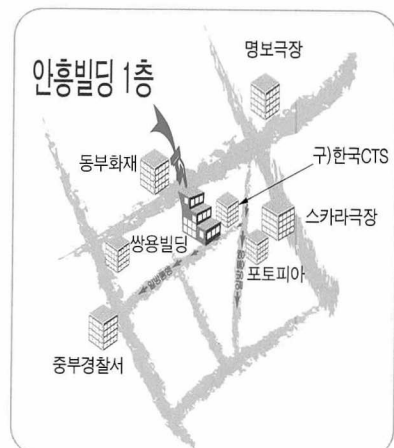 명보극장
안흥빌딩 1층
동부화재
구)한국CTS
스카라극장
쌍용빌딩
포토피아
중부경찰서